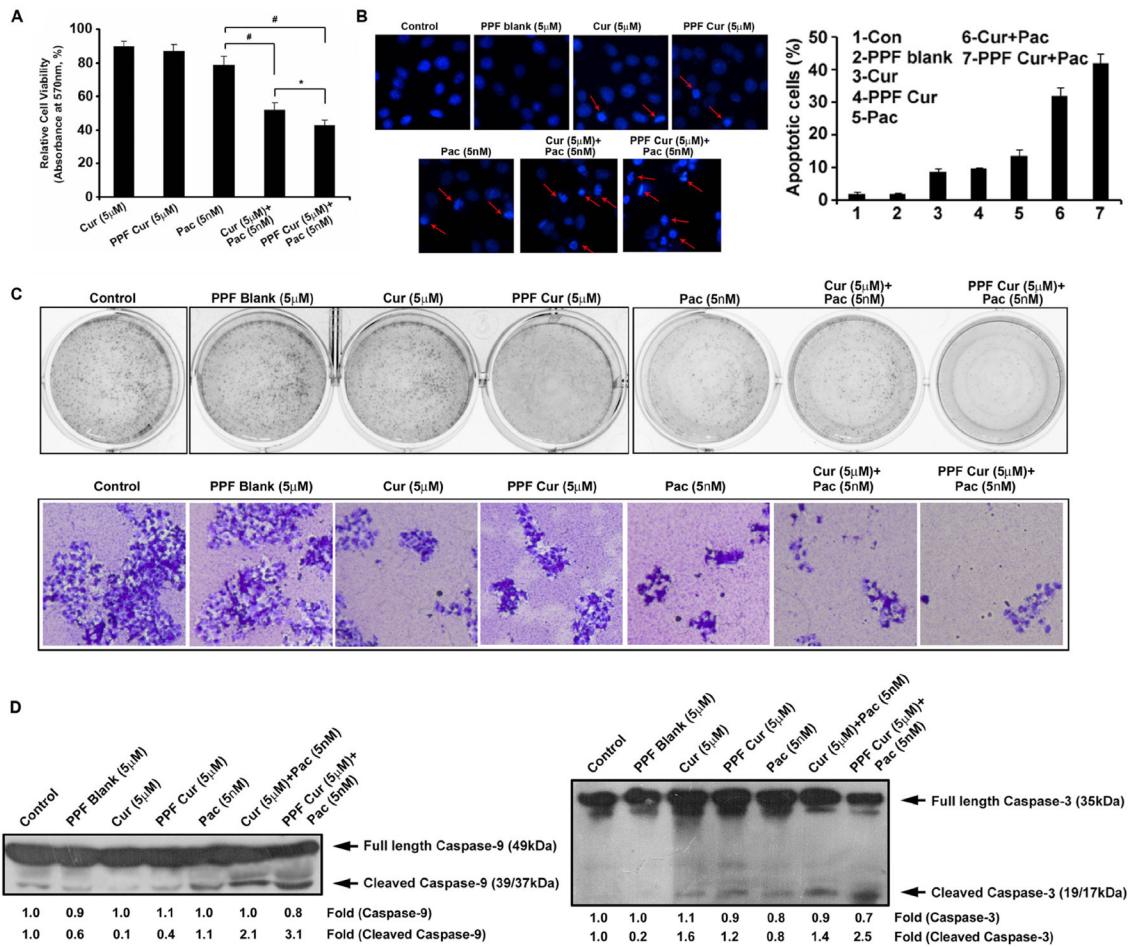 A
Relative Cell Viability
(Absorbance at 570nm, %)
100
80
60
40
20
0
#
#
*
Cur (5μM)
PPF Cur (5μM)
Pac (5nM)
Cur (5μM)+
Pac (5nM)
PPF Cur (5μM)+
Pac (5nM)
B
Control
PPF blank (5μM)
Cur (5μM)
PPF Cur (5μM)
Pac (5nM)
Cur (5μM)+
Pac (5nM)
PPF Cur (5μM)+
Pac (5nM)
Apoptotic cells (%)
50
40
30
20
10
0
1-Con
2-PPF blank
3-Cur
4-PPF Cur
5-Pac
6-Cur+Pac
7-PPF Cur+Pac
1 2 3 4 5 6 7
C
Control
PPF Blank (5μM)
Cur (5μM)
PPF Cur (5μM)
Pac (5nM)
Cur (5μM)+
Pac (5nM)
PPF Cur (5μM)+
Pac (5nM)
Control
PPF Blank (5μM)
Cur (5μM)
PPF Cur (5μM)
Pac (5nM)
Cur (5μM)+
Pac (5nM)
PPF Cur (5μM)+
Pac (5nM)
D
Control
PPF Blank (5μM)
Cur (5μM)
PPF Cur (5μM)
Pac (5nM)
Cur (5μM)+Pac (5nM)
PPF Cur (5μM)+
Pac (5nM)
Full length Caspase-9 (49kDa)
Cleaved Caspase-9 (39/37kDa)
1.0 0.9 1.0 1.1 1.0 1.0 0.8 Fold (Caspase-9)
1.0 0.6 0.1 0.4 1.1 2.1 3.1 Fold (Cleaved Caspase-9)
Control
PPF Blank (5μM)
Cur (5μM)
PPF Cur (5μM)
Pac (5nM)
Cur (5μM)+Pac (5nM)
PPF Cur (5μM)+
Pac (5nM)
Full length Caspase-3 (35kDa)
Cleaved Caspase-3 (19/17kDa)
1.0 1.0 1.1 0.9 0.8 0.9 0.7 Fold (Caspase-3)
1.0 0.2 1.6 1.2 0.8 1.4 2.5 Fold (Cleaved Caspase-3)